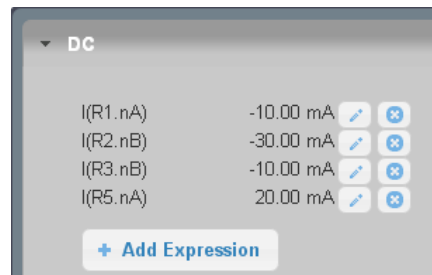 DC
I(R1.nA) -10.00 mA
I(R2.nB) -30.00 mA
I(R3.nB) -10.00 mA
I(R5.nA) 20.00 mA
+ Add Expression